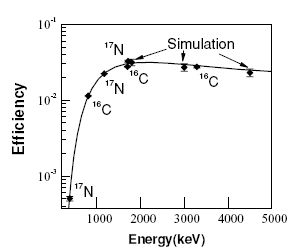 10⁻¹
¹⁷N
Simulation
¹⁷N
¹⁶C
¹⁶C
10⁻²
¹⁶C
10⁻³
¹⁷N
Efficiency
1000 2000 3000 4000 5000
Energy(keV)